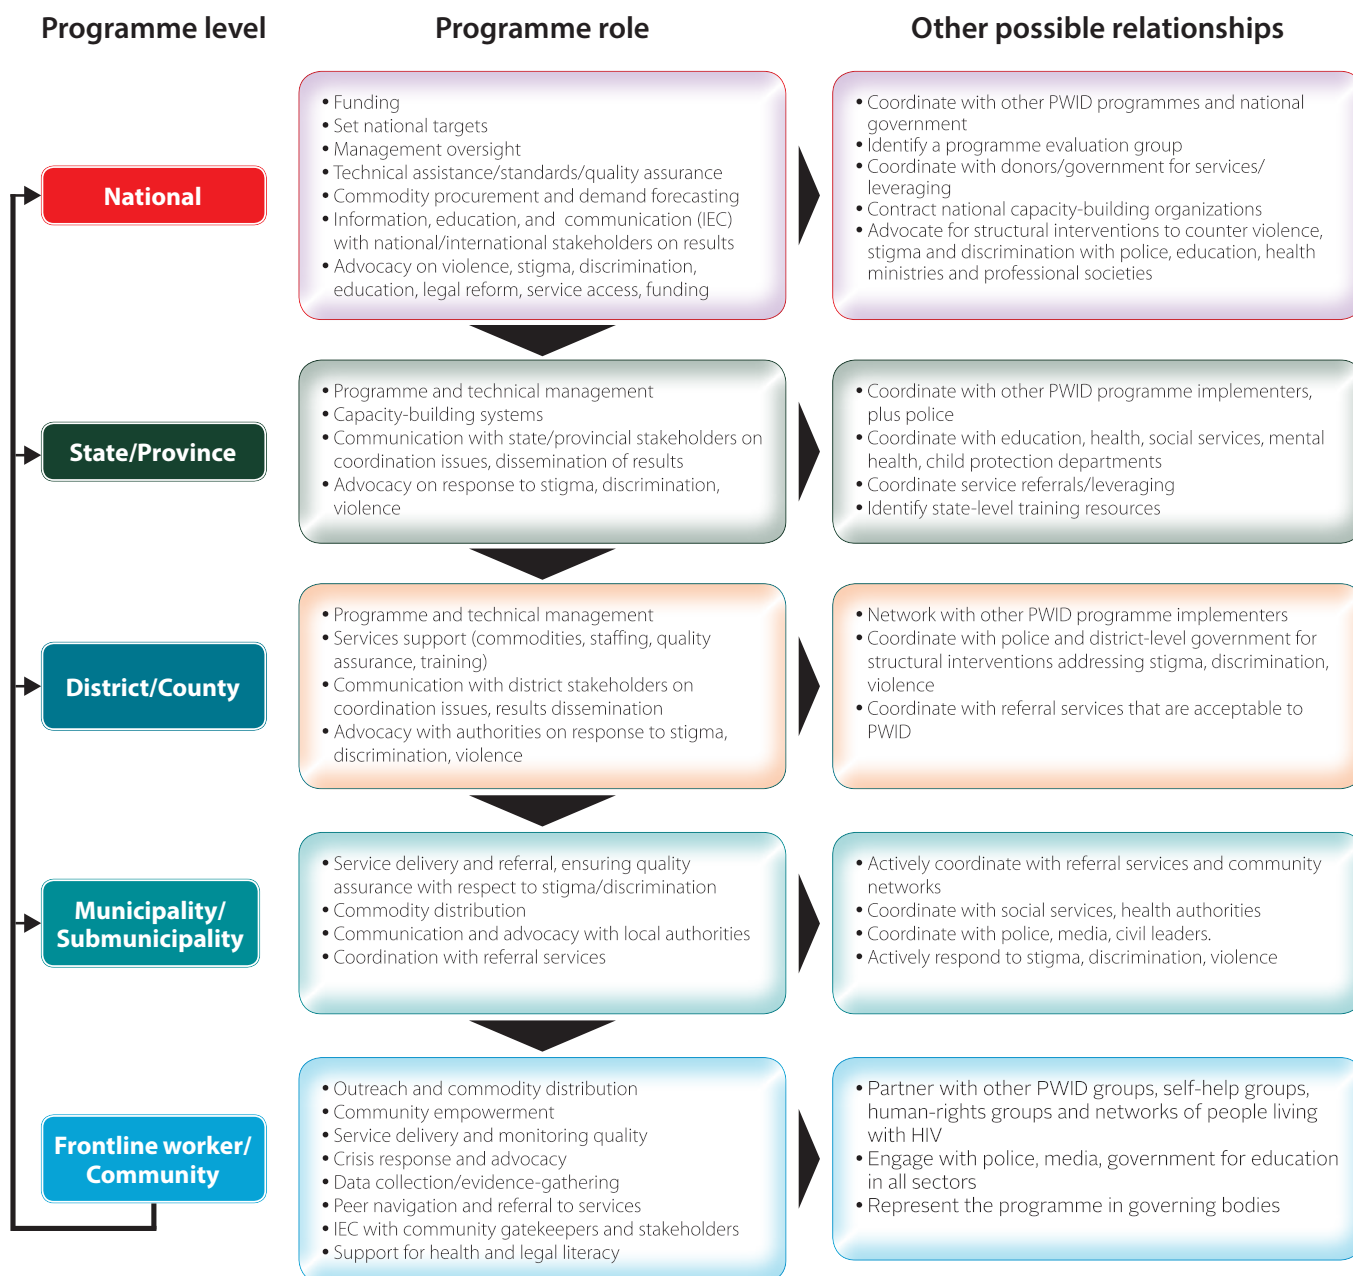 Programme level
Programme role
Other possible relationships
National
• Funding
• Set national targets
• Management oversight
• Technical assistance/standards/quality assurance
• Commodity procurement and demand forecasting
• Information, education, and communication (IEC)
with national/international stakeholders on results
• Advocacy on violence, stigma, discrimination,
education, legal reform, service access, funding
• Coordinate with other PWID programmes and national
government
• Identify a programme evaluation group
• Coordinate with donors/government for services/
leveraging
• Contract national capacity-building organizations
• Advocate for structural interventions to counter violence,
stigma and discrimination with police, education, health
ministries and professional societies
State/Province
• Programme and technical management
• Capacity-building systems
• Communication with state/provincial stakeholders on
coordination issues, dissemination of results
• Advocacy on response to stigma, discrimination,
violence
• Coordinate with other PWID programme implementers,
plus police
• Coordinate with education, health, social services, mental
health, child protection departments
• Coordinate service referrals/leveraging
• Identify state-level training resources
District/County
• Programme and technical management
• Services support (commodities, staffing, quality
assurance, training)
• Communication with district stakeholders on
coordination issues, results dissemination
• Advocacy with authorities on response to stigma,
discrimination, violence
• Network with other PWID programme implementers
• Coordinate with police and district-level government for
structural interventions addressing stigma, discrimination,
violence
• Coordinate with referral services that are acceptable to
PWID
Municipality/
Submunicipality
• Service delivery and referral, ensuring quality
assurance with respect to stigma/discrimination
• Commodity distribution
• Communication and advocacy with local authorities
• Coordination with referral services
• Actively coordinate with referral services and community
networks
• Coordinate with social services, health authorities
• Coordinate with police, media, civil leaders.
• Actively respond to stigma, discrimination, violence
Frontline worker/
Community
• Outreach and commodity distribution
• Community empowerment
• Service delivery and monitoring quality
• Crisis response and advocacy
• Data collection/evidence-gathering
• Peer navigation and referral to services
• IEC with community gatekeepers and stakeholders
• Support for health and legal literacy
• Partner with other PWID groups, self-help groups,
human-rights groups and networks of people living
with HIV
• Engage with police, media, government for education
in all sectors
• Represent the programme in governing bodies